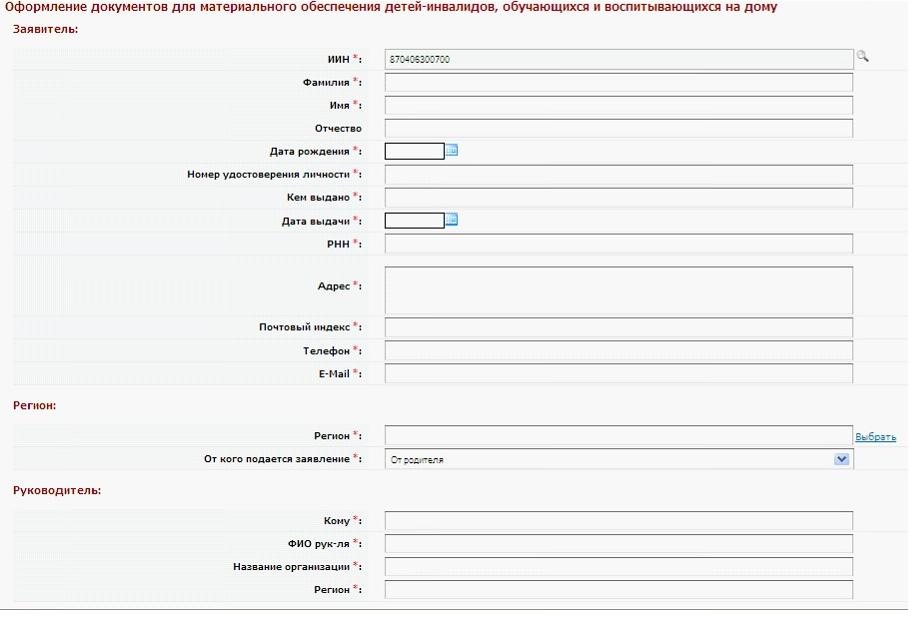 Оформление документов для материального обеспечения детей-инвалидов, обучающихся и воспитывающихся на дому
Заявитель:
ИИН *: 870406300700
Фамилия *:
Имя *:
Отчество
Дата рождения *:
Номер удостоверения личности *:
Кем выдано *:
Дата выдачи *:
РНН *:
Адрес *:
Почтовый индекс *:
Телефон *:
E-Mail *:
Регион:
Регион *: Выбрать
От кого подается заявление *: От родителя
Руководитель:
Кому *:
ФИО рук-ля *:
Название организации *:
Регион *: